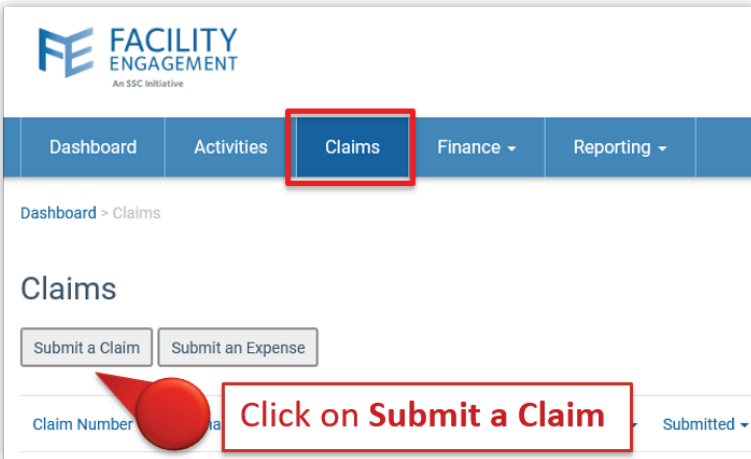 FE FACILITY
ENGAGEMENT
An SSC Initiative
Dashboard Activities Claims Finance Reporting
Dashboard > Claims
Claims
Submit a Claim Submit an Expense
Claim Number Submitted
Click on Submit a Claim